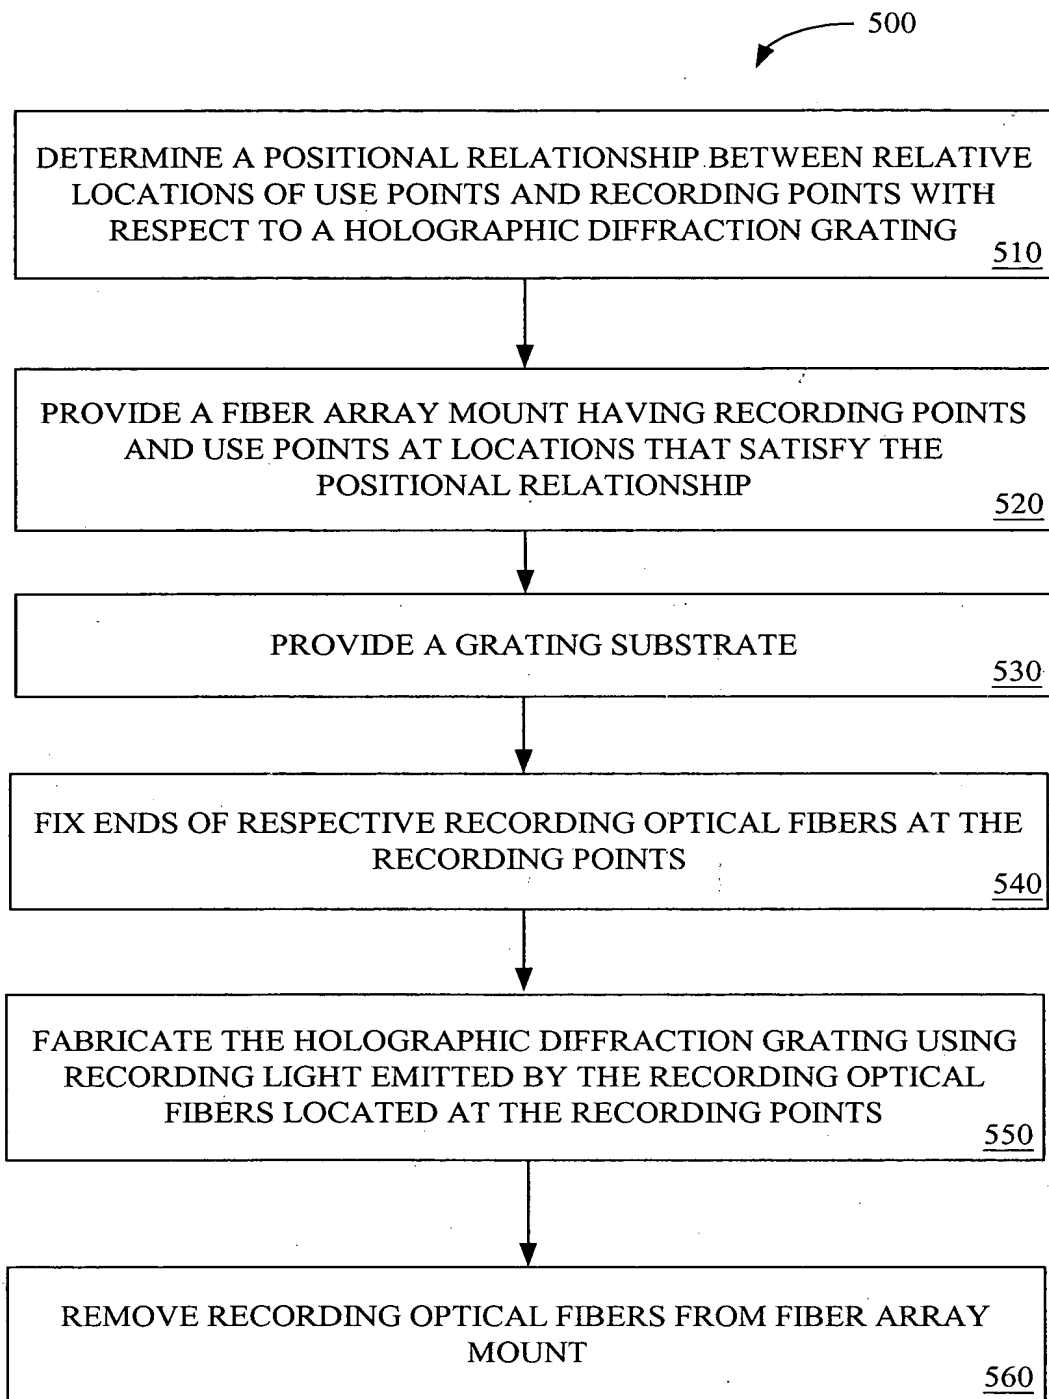 500
DETERMINE A POSITIONAL RELATIONSHIP BETWEEN RELATIVE
LOCATIONS OF USE POINTS AND RECORDING POINTS WITH
RESPECT TO A HOLOGRAPHIC DIFFRACTION GRATING
510
PROVIDE A FIBER ARRAY MOUNT HAVING RECORDING POINTS
AND USE POINTS AT LOCATIONS THAT SATISFY THE
POSITIONAL RELATIONSHIP
520
PROVIDE A GRATING SUBSTRATE
530
FIX ENDS OF RESPECTIVE RECORDING OPTICAL FIBERS AT THE
RECORDING POINTS
540
FABRICATE THE HOLOGRAPHIC DIFFRACTION GRATING USING
RECORDING LIGHT EMITTED BY THE RECORDING OPTICAL
FIBERS LOCATED AT THE RECORDING POINTS
550
REMOVE RECORDING OPTICAL FIBERS FROM FIBER ARRAY
MOUNT
560